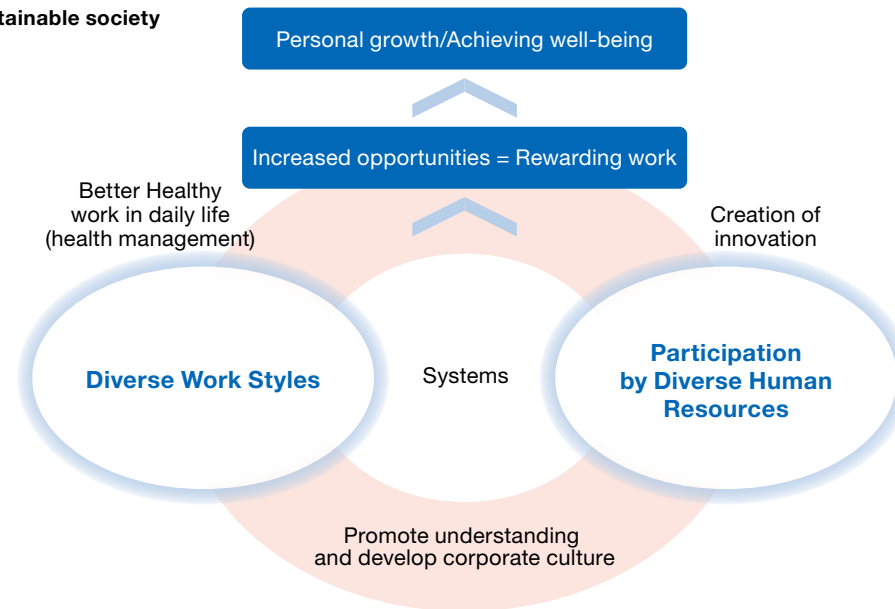 tainable society
Personal growth/Achieving well-being
Increased opportunities = Rewarding work
Better Healthy
work in daily life
(health management)
Creation of
innovation
Diverse Work Styles
Systems
Participation
by Diverse Human
Resources
Promote understanding
and develop corporate culture